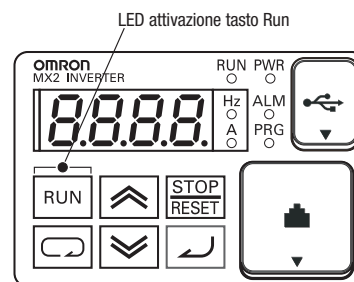 LED attivazione tasto Run
OMRON
MX2 INVERTER
RUN PWR
8.8.8.8.
Hz ALM
A PRG
RUN
STOP
RESET